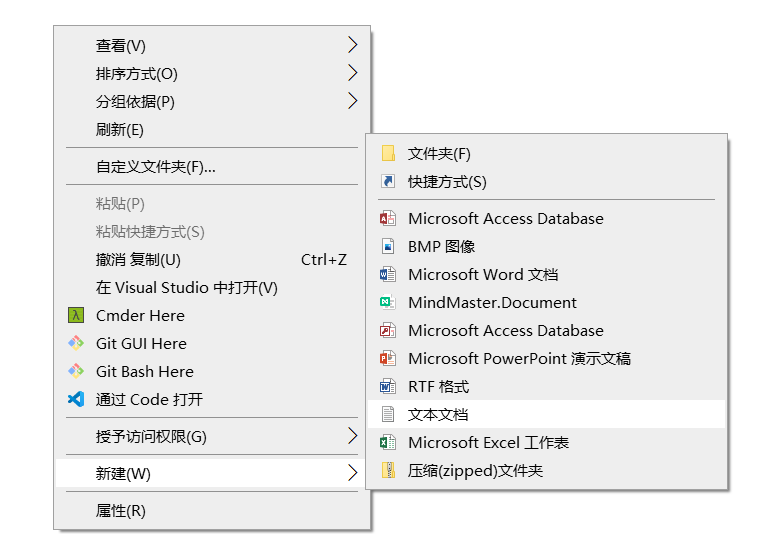 查看(V)
排序方式(O)
分组依据(P)
刷新(E)
自定义文件夹(F)...
粘贴(P)
粘贴快捷方式(S)
撤消 复制(U) Ctrl+Z
在 Visual Studio 中打开(V)
Cmder Here
Git GUI Here
Git Bash Here
通过 Code 打开
授予访问权限(G)
新建(W)
属性(R)
文件夹(F)
快捷方式(S)
Microsoft Access Database
BMP 图像
Microsoft Word 文档
MindMaster.Document
Microsoft Access Database
Microsoft PowerPoint 演示文稿
RTF 格式
文本文档
Microsoft Excel 工作表
压缩(zipped)文件夹